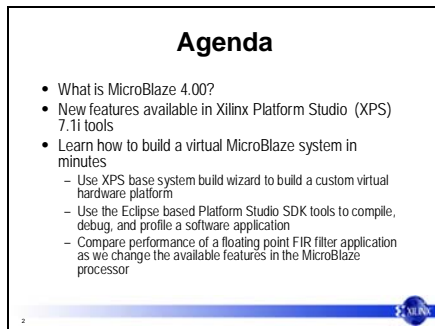 Agenda
• What is MicroBlaze 4.00?
• New features available in Xilinx Platform Studio (XPS)
7.1i tools
• Learn how to build a virtual MicroBlaze system in
minutes
– Use XPS base system build wizard to build a custom virtual
hardware platform
– Use the Eclipse based Platform Studio SDK tools to compile,
debug, and profile a software application
– Compare performance of a floating point FIR filter application
as we change the available features in the MicroBlaze
processor
2
XILINX